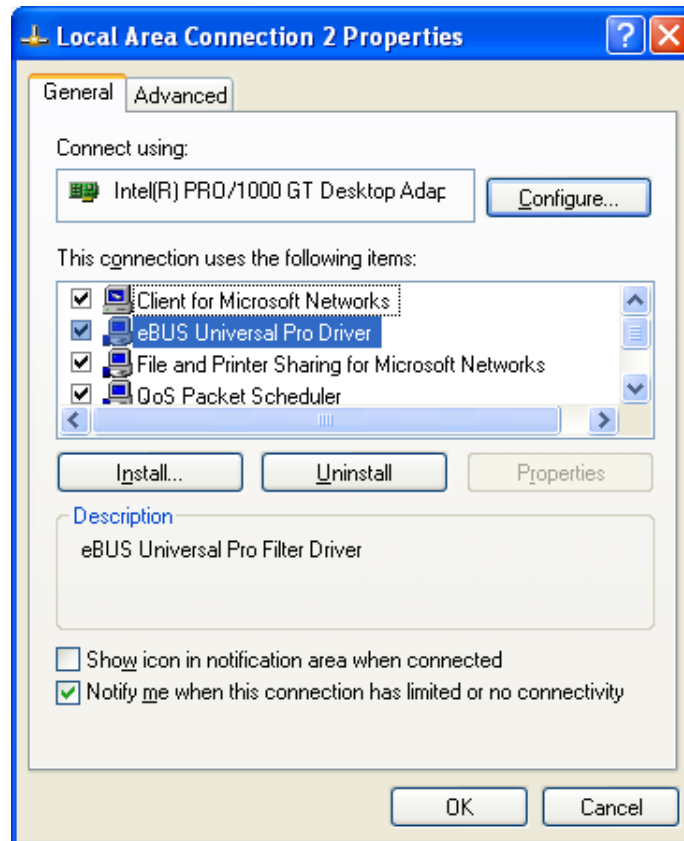 Local Area Connection 2 Properties
General Advanced
Connect using:
Intel(R) PRO/1000 GT Desktop Adap
Configure...
This connection uses the following items:
Client for Microsoft Networks
eBUS Universal Pro Driver
File and Printer Sharing for Microsoft Networks
QoS Packet Scheduler
Install... Uninstall Properties
Description
eBUS Universal Pro Filter Driver
Show icon in notification area when connected
Notify me when this connection has limited or no connectivity
OK Cancel